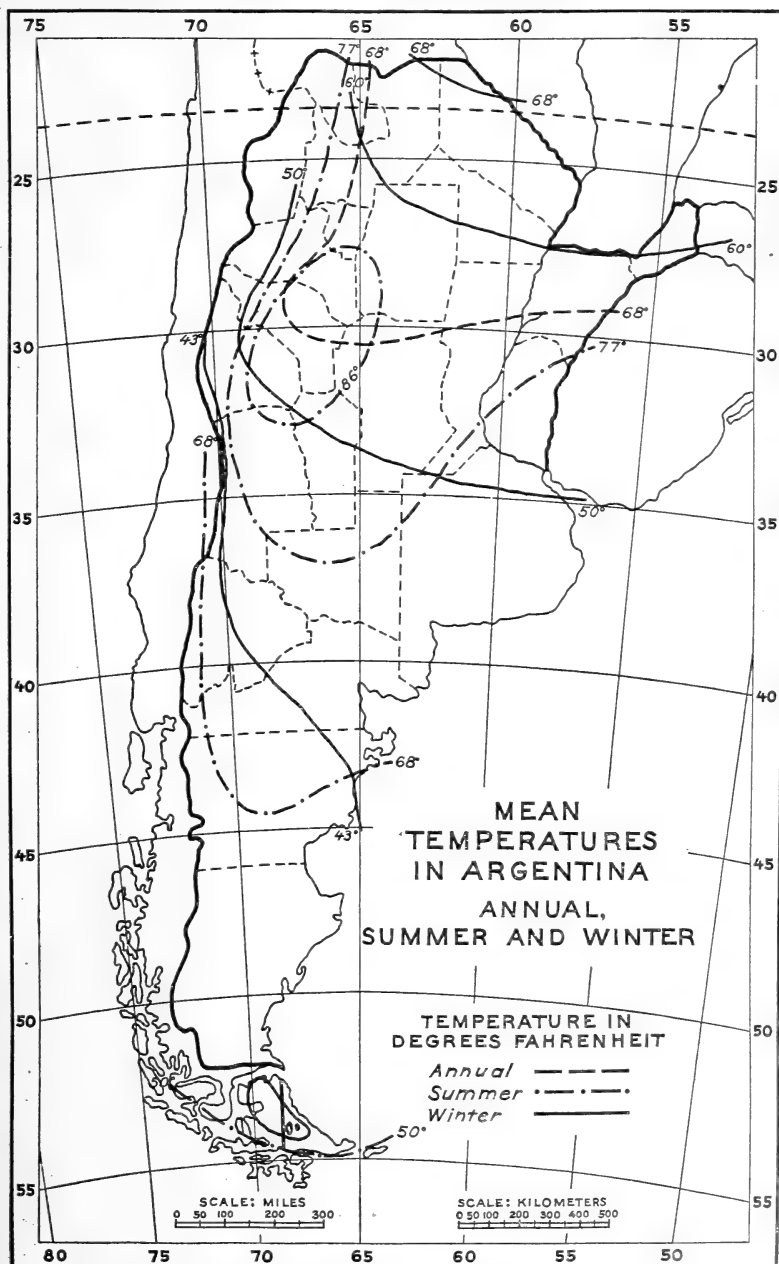 75 70 65 60 55
77° 68° 68°
60°
68°
50°
25 25
60°
68°
43°
77°
30 30
86°
68°
35 50° 35
40 40
68°
43°
MEAN
TEMPERATURES
IN ARGENTINA
ANNUAL,
SUMMER AND WINTER
45 45
50 50
TEMPERATURE IN
DEGREES FAHRENHEIT
Annual
Summer
Winter
50°
55 55
SCALE: MILES
0 50 100 200 300
SCALE: KILOMETERS
0 50 100 200 300 400 500
80 75 70 65 60 55 50